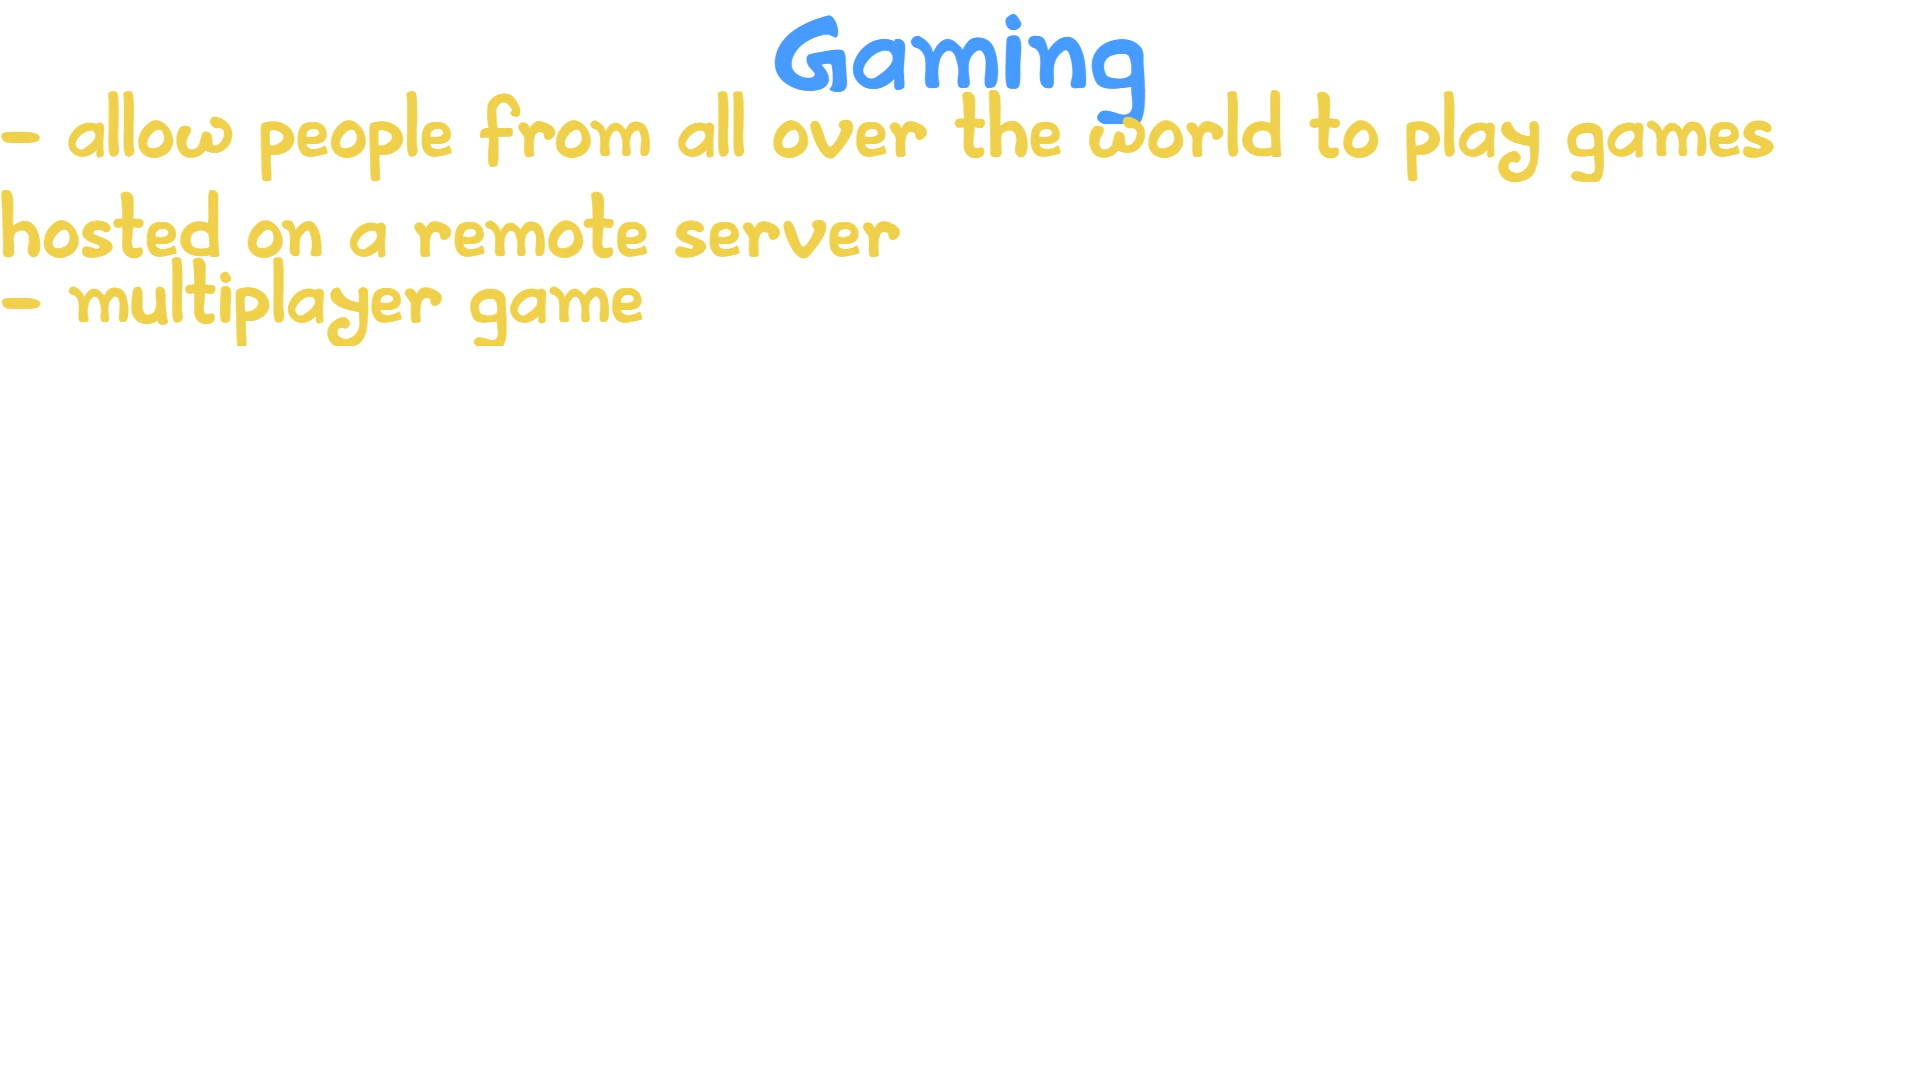 Gaming
- allow people from all over the world to play games
hosted on a remote server
- multiplayer game